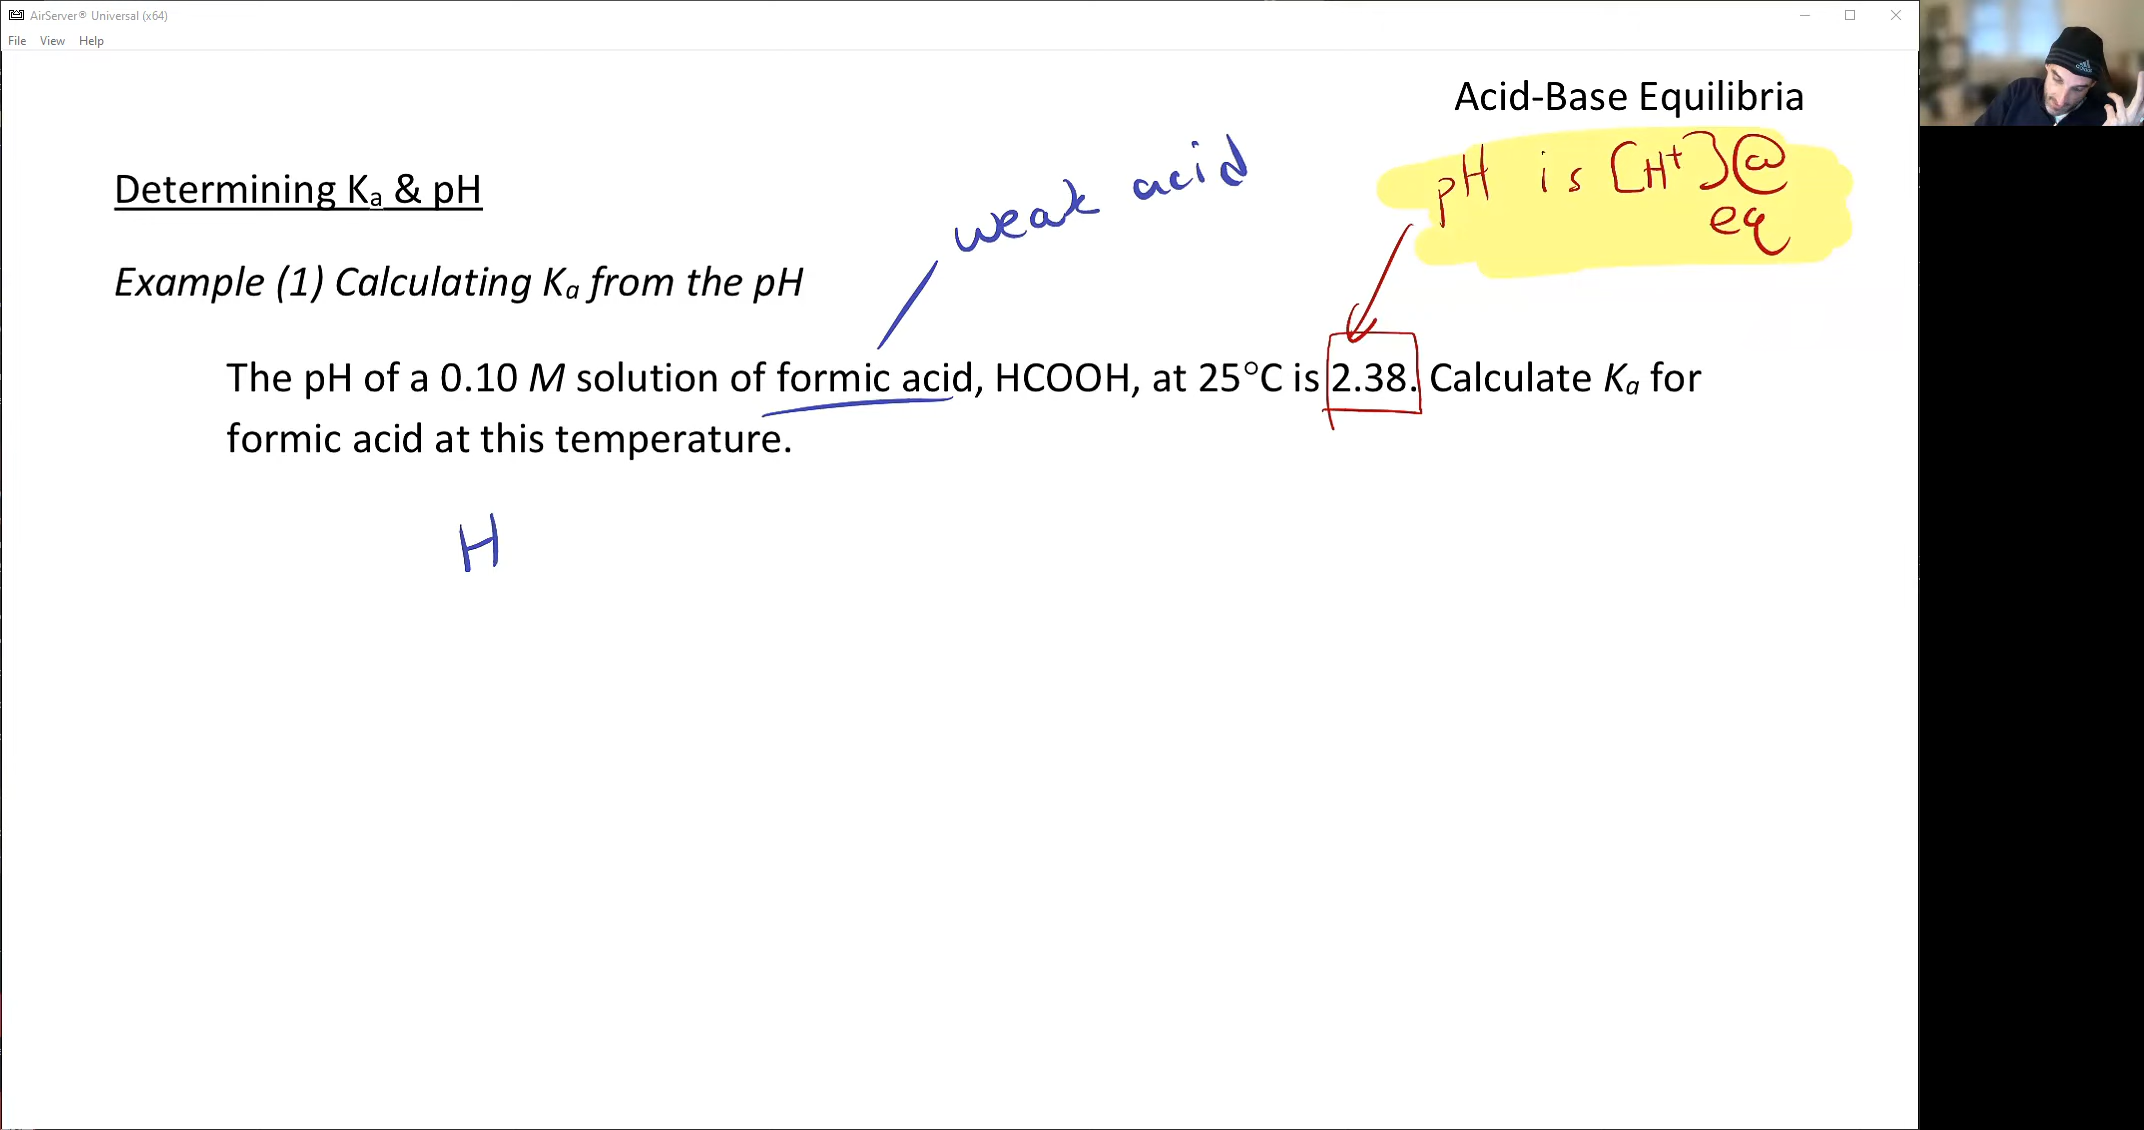 AirServer® Universal (x64)
File View Help
Acid-Base Equilibria
pH is [H⁺]@
eq
weak acid
Determining Kₐ & pH
Example (1) Calculating Kₐ from the pH
The pH of a 0.10 M solution of formic acid, HCOOH, at 25°C is 2.38. Calculate Kₐ for
formic acid at this temperature.
H